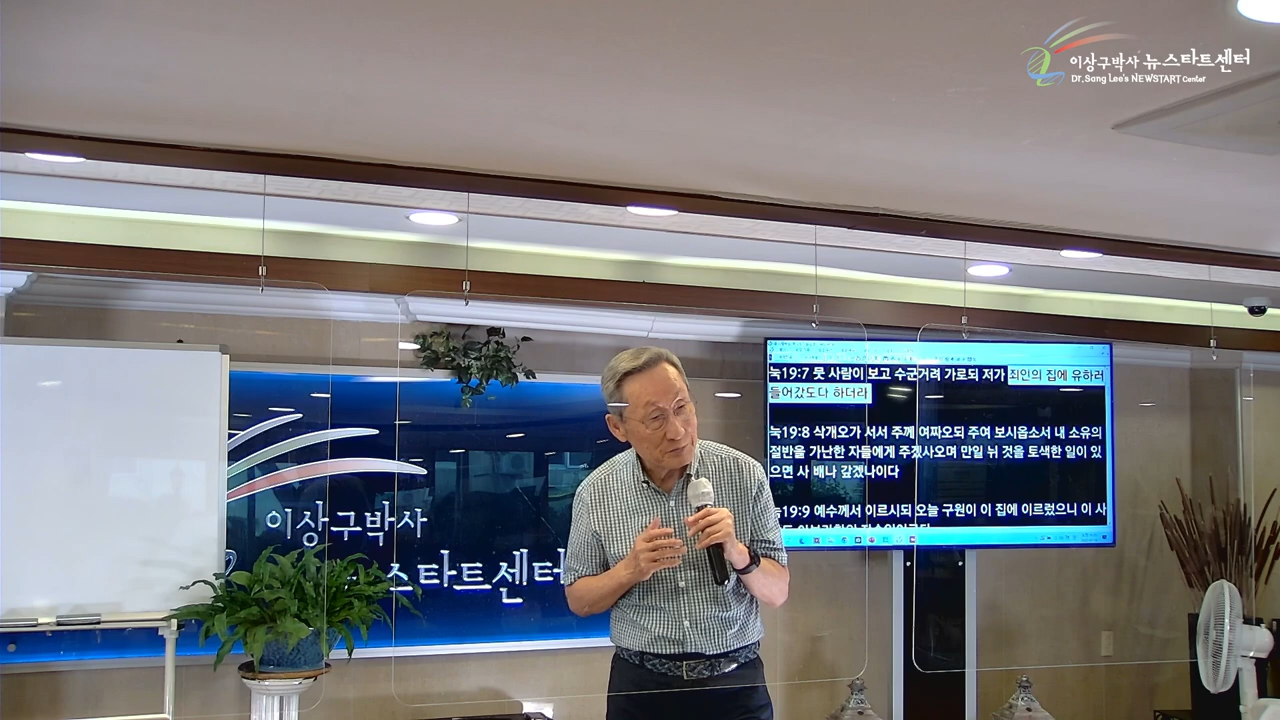 이상구박사 뉴스타트센터
Dr. Sang Lee's NEWSTART Center
눅19:7 뭇 사람이 보고 수군거려 가로되 저가 죄인의 집에 유하러
들어갔도다 하더라
눅19:8 삭개오가 서서 주께 여짜오되 주여 보시옵소서 내 소유의
절반을 가난한 자들에게 주겠사오며 만일 뉘 것을 토색한 일이 있
으면 사 배나 갚겠나이다
눅19:9 예수께서 이르시되 오늘 구원이 이 집에 이르렀으니 이 사
이상구박사
스타트센터